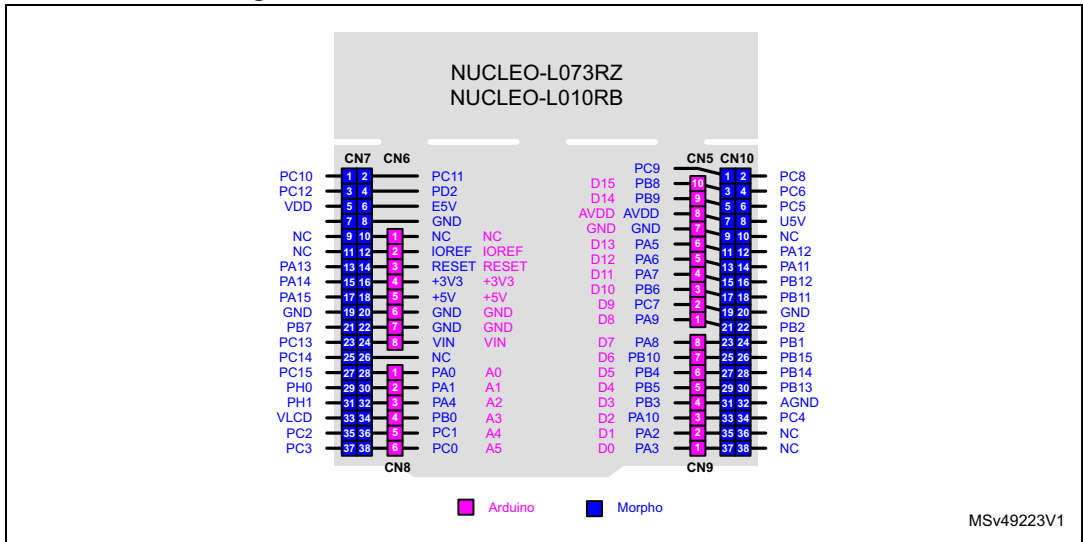 NUCLEO-L073RZ
NUCLEO-L010RB
CN7 CN6 CN5 CN10
PC9
PC10 1 2 PC11 1 2 PC8
D15 PB8 10
PC12 3 4 PD2 3 4 PC6
D14 PB9 9
VDD 5 6 E5V 5 6 PC5
AVDD AVDD 8
7 8 GND 7 8 U5V
GND GND 7
NC 9 10 1 NC NC 9 10 NC
D13 PA5 6
NC 11 12 2 IOREF IOREF 11 12 PA12
D12 PA6 5
PA13 13 14 3 RESET RESET 13 14 PA11
D11 PA7 4
PA14 15 16 4 +3V3 +3V3 15 16 PB12
D10 PB6 3
PA15 17 18 5 +5V +5V 17 18 PB11
D9 PC7 2
GND 19 20 6 GND GND 19 20 GND
D8 PA9 1
PB7 21 22 7 GND GND 21 22 PB2
PC13 23 24 8 VIN VIN D7 PA8 8 23 24 PB1
PC14 25 26 NC D6 PB10 7 25 26 PB15
PC15 27 28 1 PA0 A0 D5 PB4 6 27 28 PB14
PH0 29 30 2 PA1 A1 D4 PB5 5 29 30 PB13
PH1 31 32 3 PA4 A2 D3 PB3 4 31 32 AGND
VLCD 33 34 4 PB0 A3 D2 PA10 3 33 34 PC4
PC2 35 36 5 PC1 A4 D1 PA2 2 35 36 NC
PC3 37 38 6 PC0 A5 D0 PA3 1 37 38 NC
CN8 CN9
Arduino Morpho
MSv49223V1